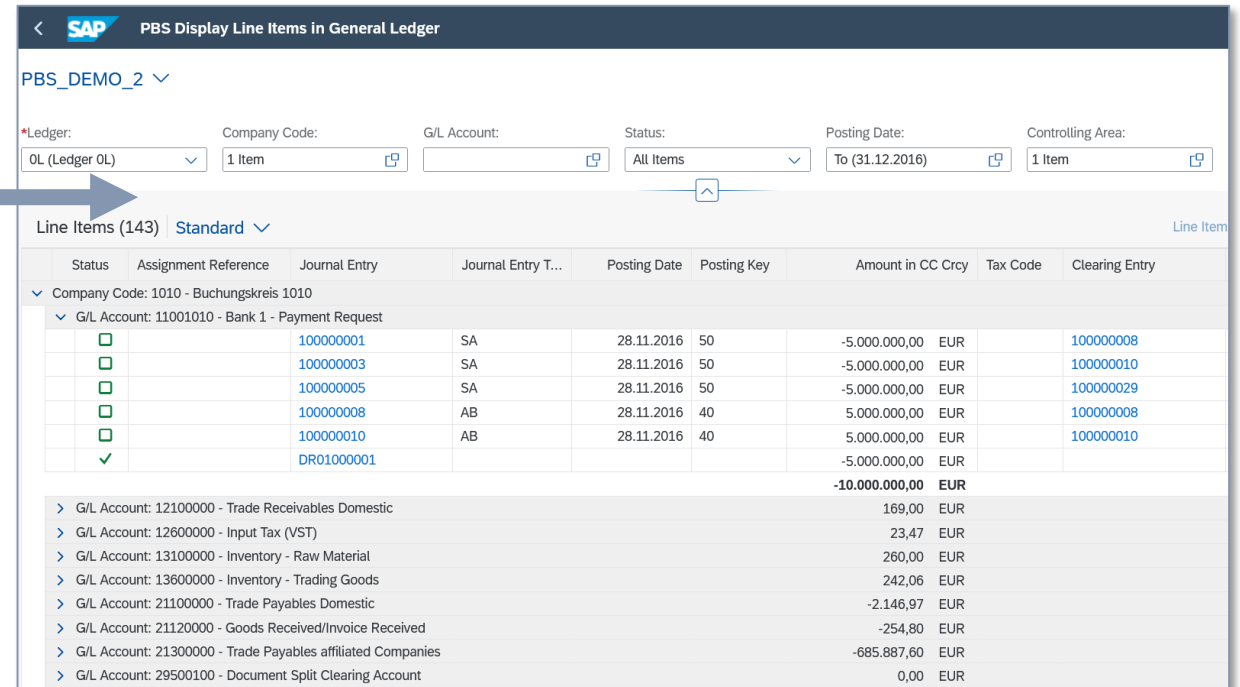 SAP PBS Display Line Items in General Ledger
PBS_DEMO_2
*Ledger: Company Code: G/L Account: Status: Posting Date: Controlling Area:
0L (Ledger 0L) 1 Item All Items To (31.12.2016) 1 Item
Line Items (143) Standard Line Item
Status Assignment Reference Journal Entry Journal Entry T... Posting Date Posting Key Amount in CC Crcy Tax Code Clearing Entry
Company Code: 1010 - Buchungskreis 1010
G/L Account: 11001010 - Bank 1 - Payment Request
100000001 SA 28.11.2016 50 -5.000.000,00 EUR 100000008
100000003 SA 28.11.2016 50 -5.000.000,00 EUR 100000010
100000005 SA 28.11.2016 50 -5.000.000,00 EUR 100000029
100000008 AB 28.11.2016 40 5.000.000,00 EUR 100000008
100000010 AB 28.11.2016 40 5.000.000,00 EUR 100000010
DR01000001 -5.000.000,00 EUR
-10.000.000,00 EUR
G/L Account: 12100000 - Trade Receivables Domestic 169,00 EUR
G/L Account: 12600000 - Input Tax (VST) 23,47 EUR
G/L Account: 13100000 - Inventory - Raw Material 260,00 EUR
G/L Account: 13600000 - Inventory - Trading Goods 242,06 EUR
G/L Account: 21100000 - Trade Payables Domestic -2.146,97 EUR
G/L Account: 21120000 - Goods Received/Invoice Received -254,80 EUR
G/L Account: 21300000 - Trade Payables affiliated Companies -685.887,60 EUR
G/L Account: 29500100 - Document Split Clearing Account 0,00 EUR